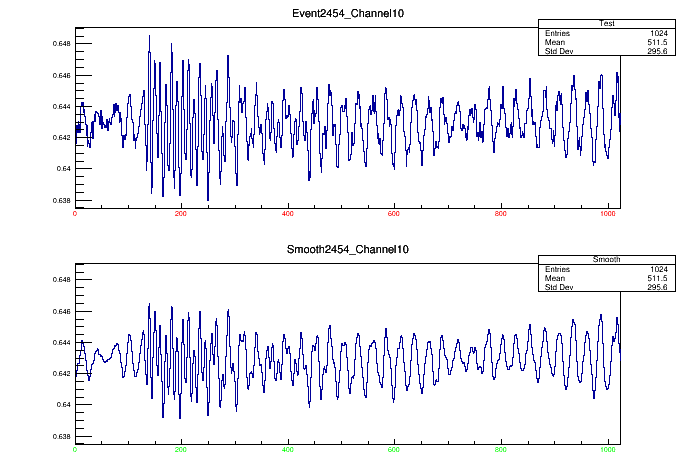 Event2454_Channel10
Test
Entries 1024
Mean 511.5
Std Dev 295.6
0.648
0.646
0.644
0.642
0.64
0.638
0 200 400 600 800 1000
Smooth2454_Channel10
Smooth
Entries 1024
Mean 511.5
Std Dev 295.6
0.648
0.646
0.644
0.642
0.64
0.638
0 200 400 600 800 1000